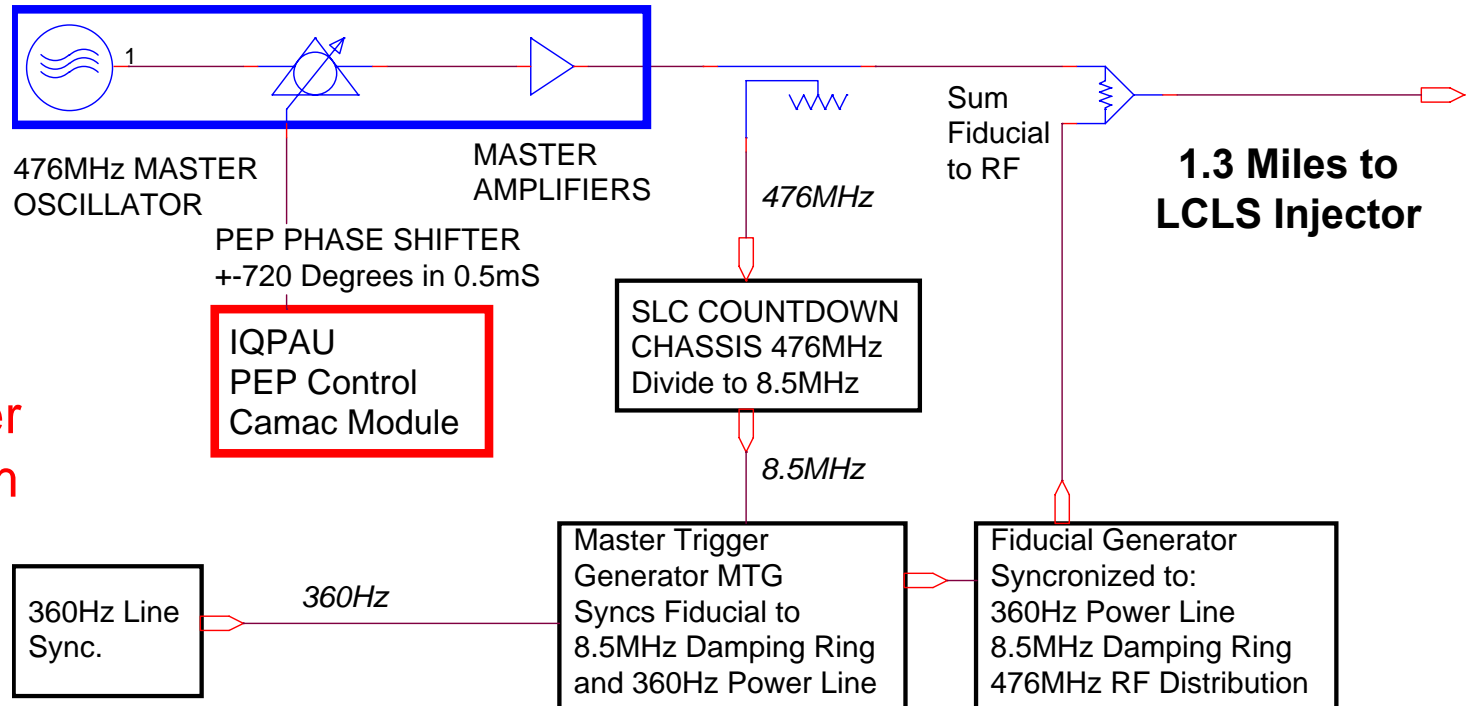 1
476MHz MASTER
OSCILLATOR
MASTER
AMPLIFIERS
476MHz
Sum
Fiducial
to RF
1.3 Miles to
LCLS Injector
PEP PHASE SHIFTER
+-720 Degrees in 0.5mS
IQPAU
PEP Control
Camac Module
SLC COUNTDOWN
CHASSIS 476MHz
Divide to 8.5MHz
8.5MHz
360Hz Line
Sync.
360Hz
Master Trigger
Generator MTG
Syncs Fiducial to
8.5MHz Damping Ring
and 360Hz Power Line
Fiducial Generator
Syncronized to:
360Hz Power Line
8.5MHz Damping Ring
476MHz RF Distribution